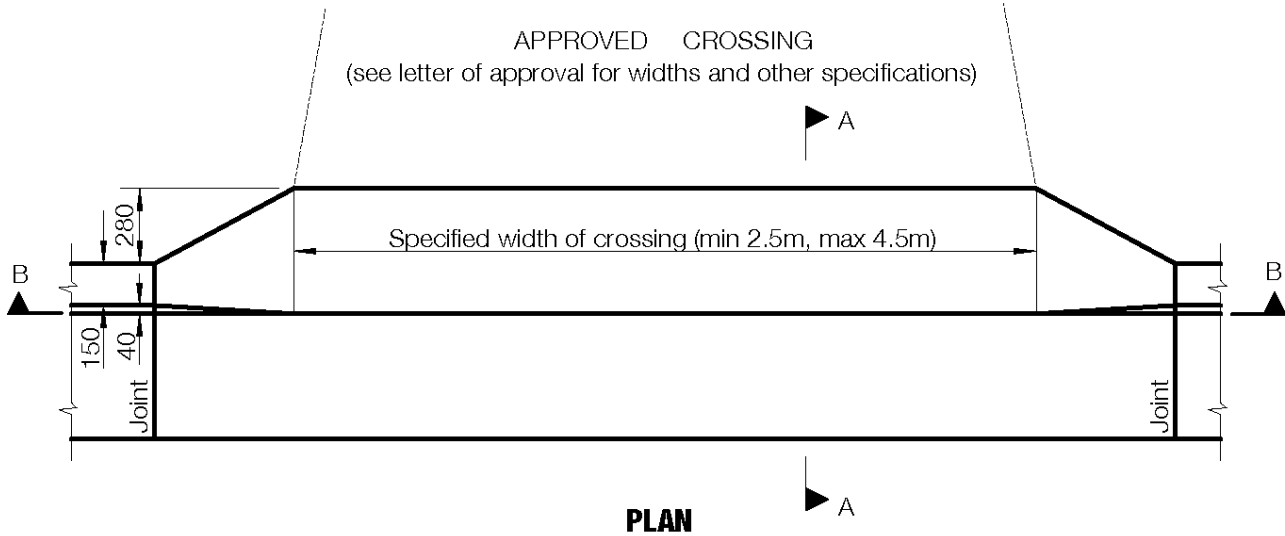 APPROVED CROSSING
(see letter of approval for widths and other specifications)
A
280
Specified width of crossing (min 2.5m, max 4.5m)
B
B
150
40
Joint
Joint
A
PLAN